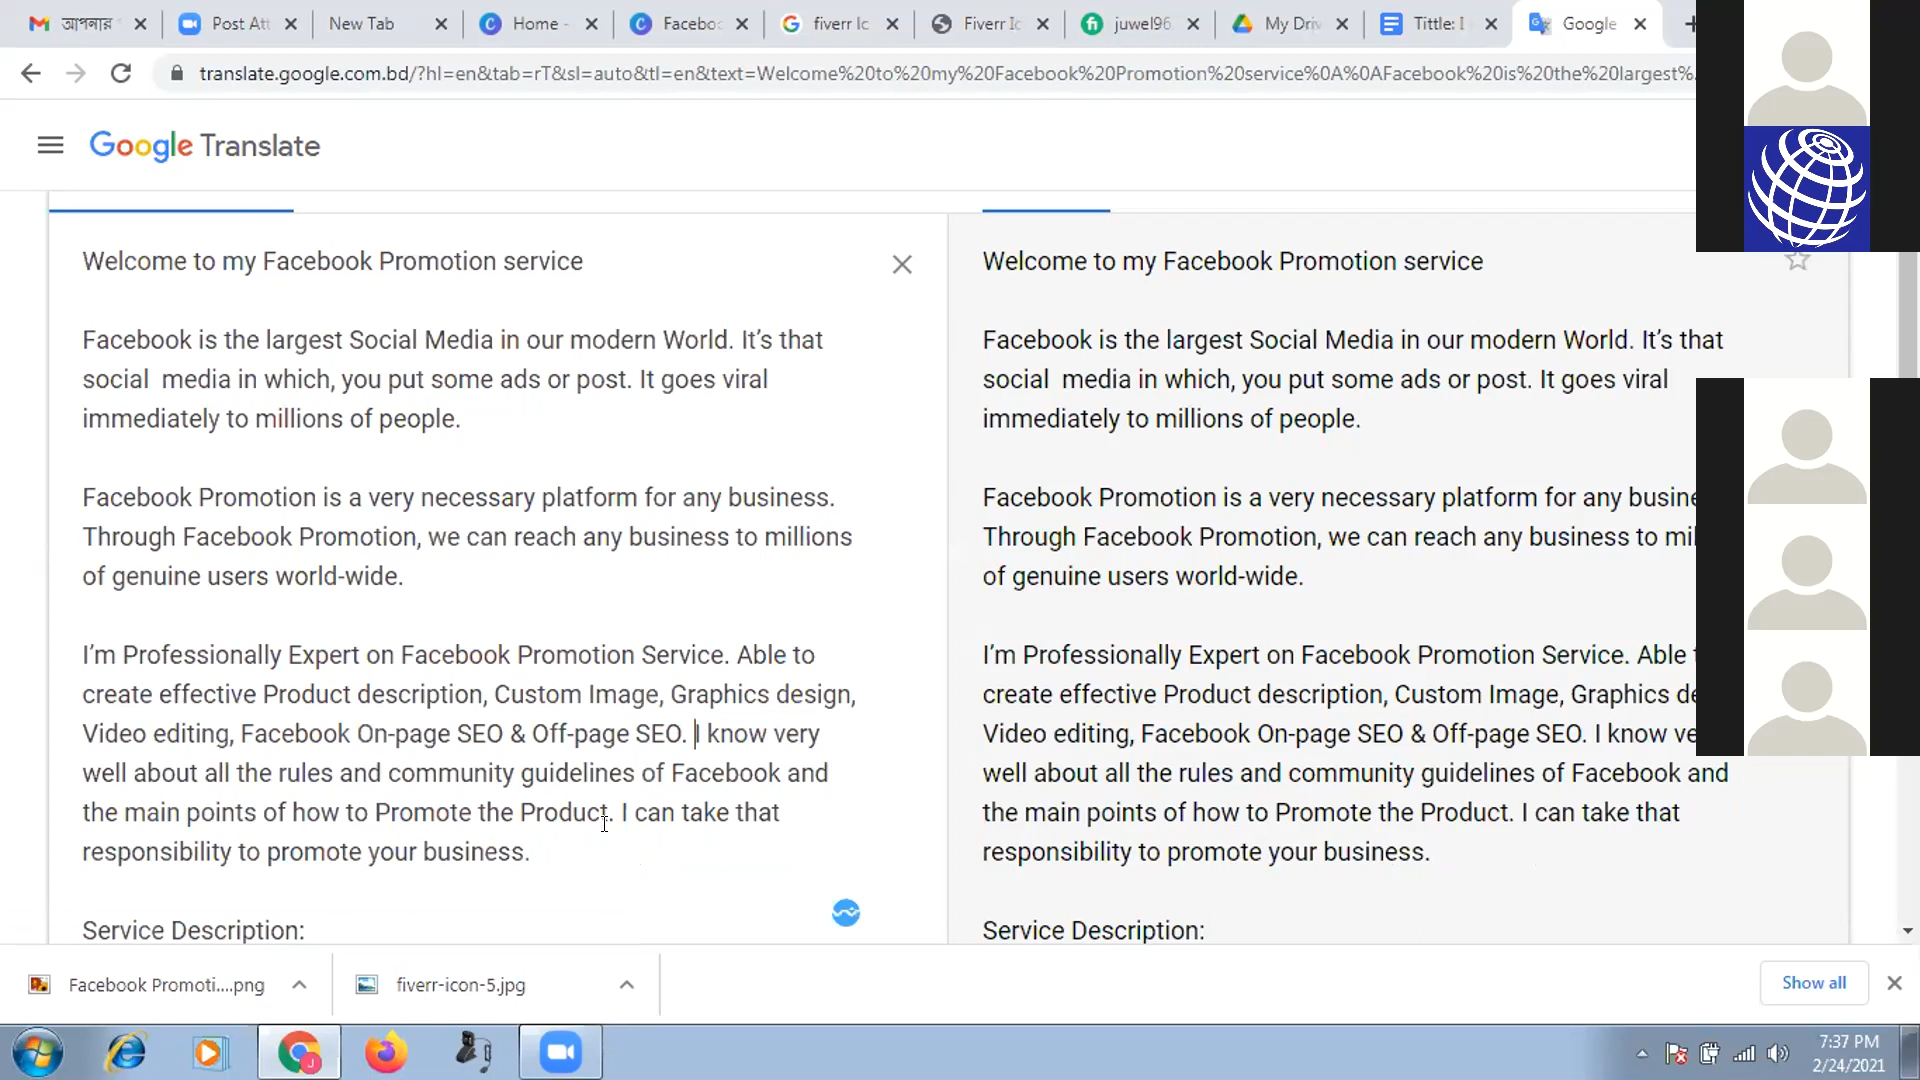 আপনার
Post Att
New Tab
Home -
Facebo
fiverr Ic
Fiverr Ic
juwel96
My Driv
Tittle: I
Google
translate.google.com.bd/?hl=en&tab=rT&sl=auto&tl=en&text=Welcome%20to%20my%20Facebook%20Promotion%20service%0A%0AFacebook%20is%20the%20largest%
Google Translate
Welcome to my Facebook Promotion service
Facebook is the largest Social Media in our modern World. It’s that
social  media in which, you put some ads or post. It goes viral
immediately to millions of people.
Facebook Promotion is a very necessary platform for any business.
Through Facebook Promotion, we can reach any business to millions
of genuine users world-wide.
I’m Professionally Expert on Facebook Promotion Service. Able to
create effective Product description, Custom Image, Graphics design,
Video editing, Facebook On-page SEO & Off-page SEO. I know very
well about all the rules and community guidelines of Facebook and
the main points of how to Promote the Product. I can take that
responsibility to promote your business.
Service Description:
Welcome to my Facebook Promotion service
Facebook is the largest Social Media in our modern World. It’s that
social  media in which, you put some ads or post. It goes viral
immediately to millions of people.
Facebook Promotion is a very necessary platform for any busine
Through Facebook Promotion, we can reach any business to mil
of genuine users world-wide.
I’m Professionally Expert on Facebook Promotion Service. Able
create effective Product description, Custom Image, Graphics de
Video editing, Facebook On-page SEO & Off-page SEO. I know ve
well about all the rules and community guidelines of Facebook and
the main points of how to Promote the Product. I can take that
responsibility to promote your business.
Service Description:
Facebook Promoti....png
fiverr-icon-5.jpg
Show all
7:37 PM
2/24/2021